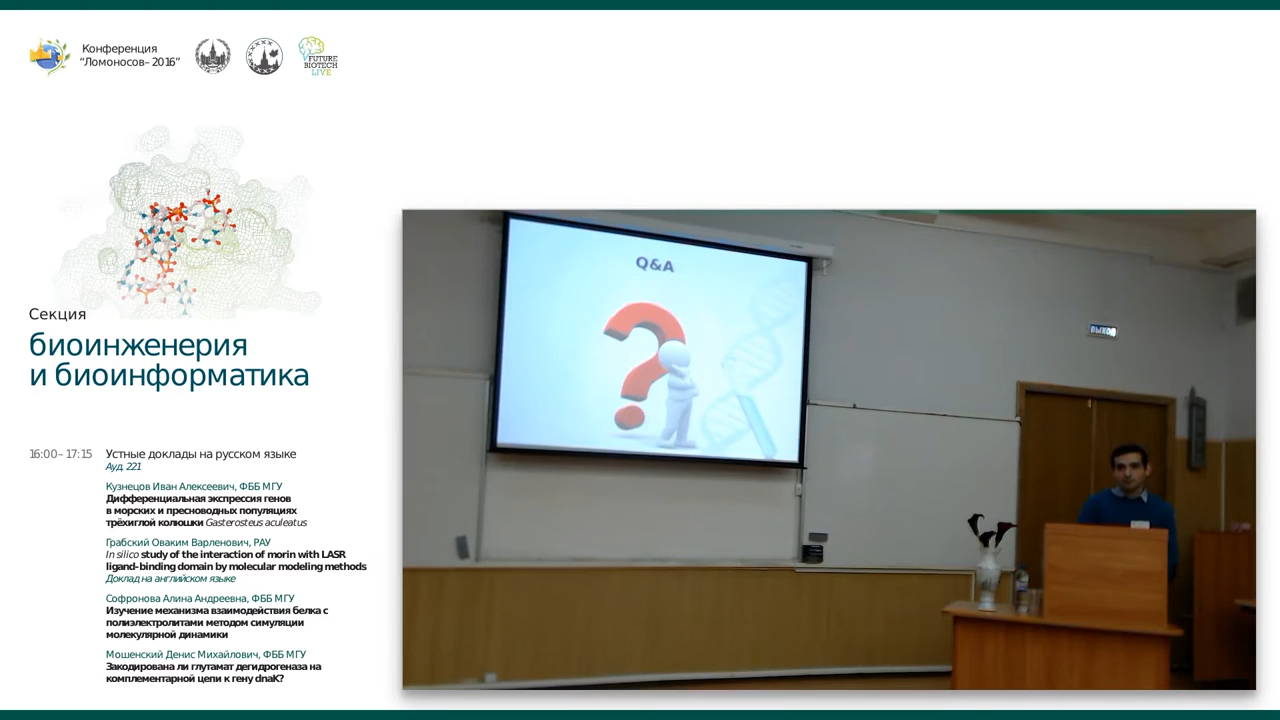 Конференция
“Ломоносов–2016”
FUTURE
BIOTECH
LIVE
Секция
биоинженерия
и биоинформатика
Q&A
ВЫХОД
16:00–17:15 Устные доклады на русском языке
Ауд. 221
Кузнецов Иван Алексеевич, ФББ МГУ
Дифференциальная экспрессия генов
в морских и пресноводных популяциях
трёхиглой колюшки Gasterosteus aculeatus
Грабский Оваким Варленович, РАУ
In silico study of the interaction of morin with LASR
ligand-binding domain by molecular modeling methods
Доклад на английском языке
Софронова Алина Андреевна, ФББ МГУ
Изучение механизма взаимодействия белка с
полиэлектролитами методом симуляции
молекулярной динамики
Мошенский Денис Михайлович, ФББ МГУ
Закодирована ли глутамат дегидрогеназа на
комплементарной цепи к гену dnaK?